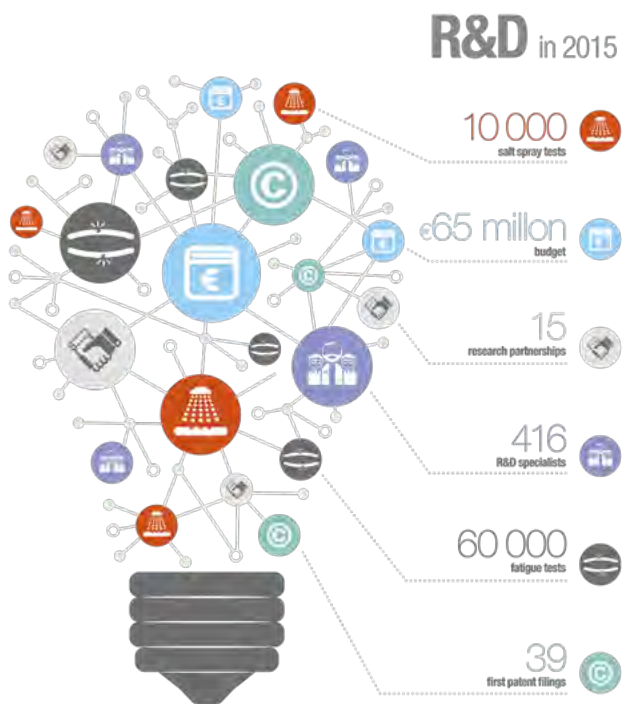 R&D in 2015
10 000
salt spray tests
€65 millon
budget
15
research partnerships
416
R&D specialists
60 000
fatigue tests
39
first patent filings